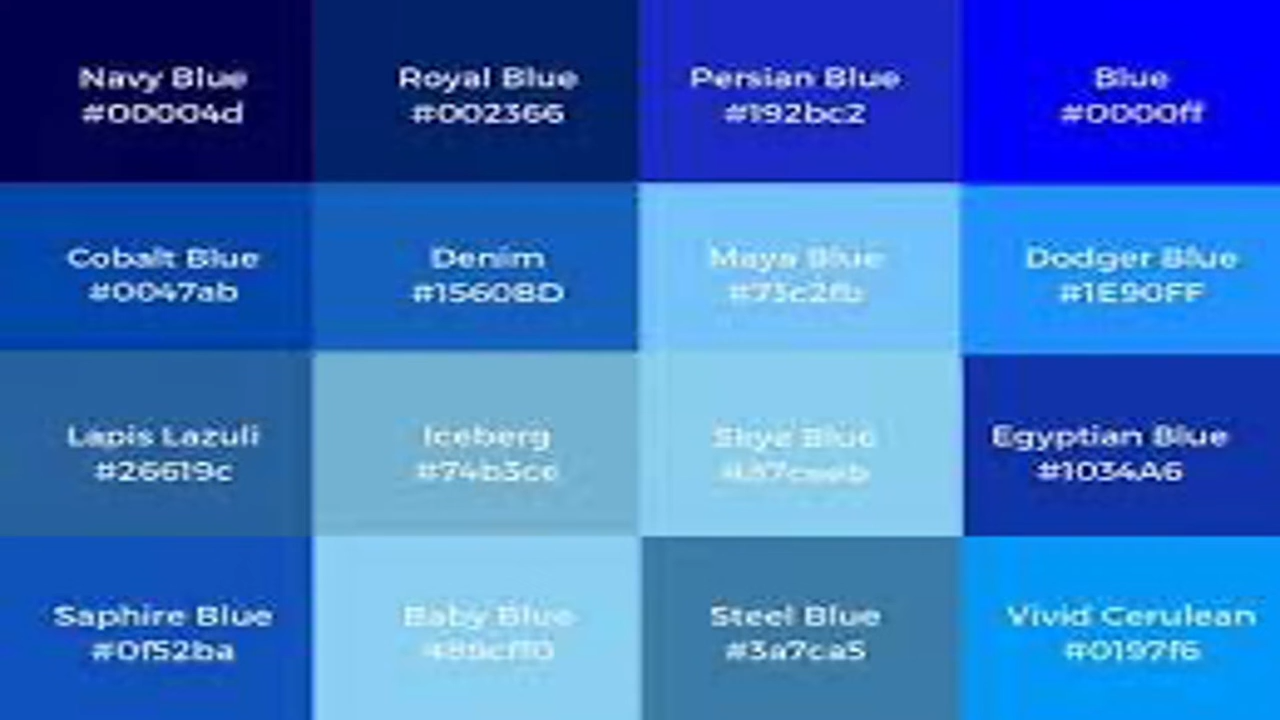 Navy Blue
#00004d
Royal Blue
#002366
Persian Blue
#192bc2
Blue
#0000ff
Cobalt Blue
#0047ab
Denim
#1560BD
Maya Blue
#73c2fb
Dodger Blue
#1E90FF
Lapis Lazuli
#26619c
Iceberg
#74b3ce
Skye Blue
Egyptian Blue
#1034A6
Saphire Blue
#0f52ba
Baby Blue
Steel Blue
#3a7ca5
Vivid Cerulean
#0197f6